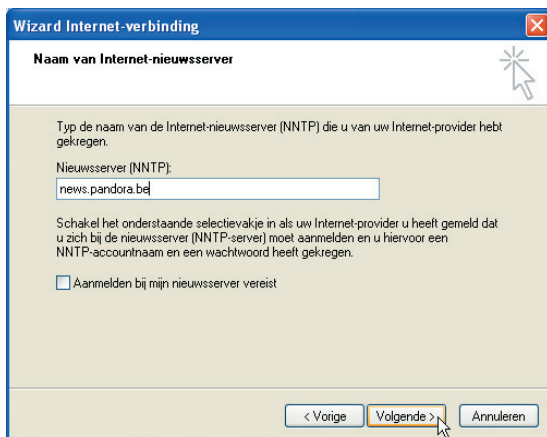 Wizard Internet-verbinding
Naam van Internet-nieuwsserver
Typ de naam van de Internet-nieuwsserver (NNTP) die u van uw Internet-provider hebt
gekregen.
Nieuwsserver (NNTP):
news.pandora.be
Schakel het onderstaande selectievakje in als uw Internet-provider u heeft gemeld dat
u zich bij de nieuwsserver (NNTP-server) moet aanmelden en u hiervoor een
NNTP-accountnaam en een wachtwoord heeft gekregen.
Aanmelden bij mijn nieuwsserver vereist
< Vorige Volgende > Annuleren